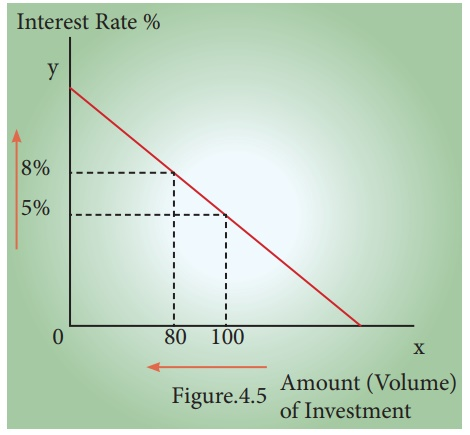 Interest Rate %
y
8%
5%
0
80
100
x
Figure.4.5
Amount (Volume)
of Investment